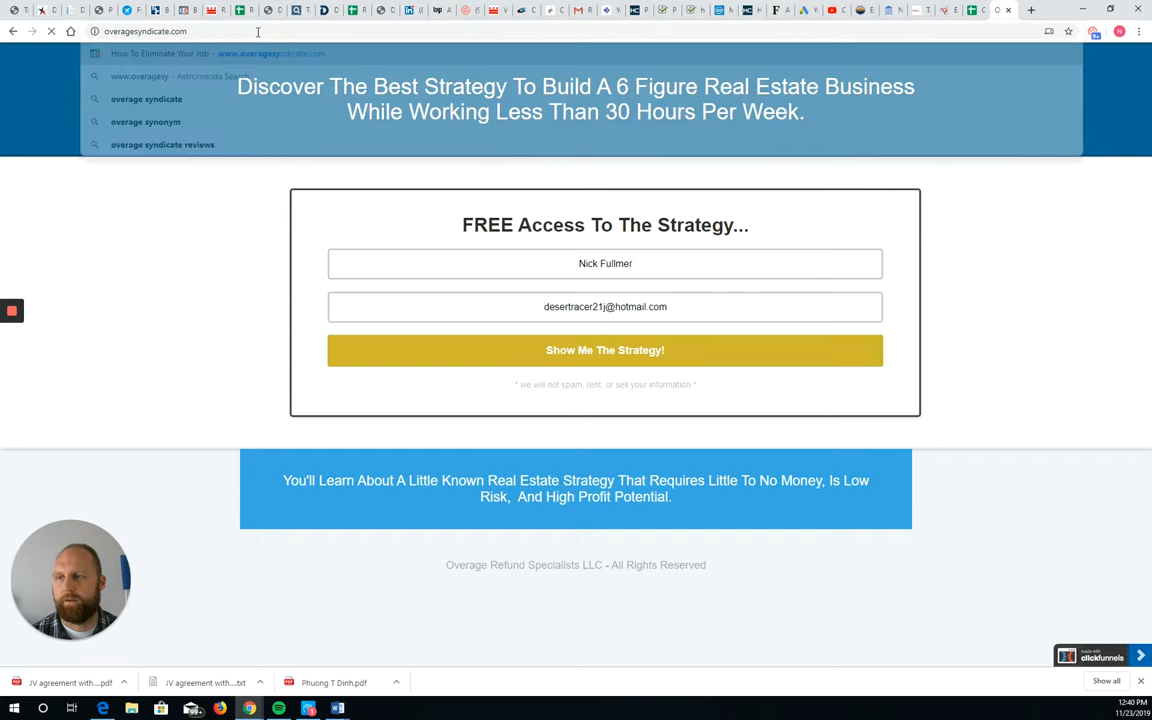 overagesyndicate.com
N
How To Eliminate Your Job - www.overagesyndicate.com
www.overagesy - Astromenda Search
overage syndicate
overage synonym
overage syndicate reviews
Discover The Best Strategy To Build A 6 Figure Real Estate Business
While Working Less Than 30 Hours Per Week.
FREE Access To The Strategy...
Nick Fullmer
desertracer21j@hotmail.com
Show Me The Strategy!
* we will not spam, rent, or sell your information *
You'll Learn About A Little Known Real Estate Strategy That Requires Little To No Money, Is Low
Risk, And High Profit Potential.
Overage Refund Specialists LLC - All Rights Reserved
made with
clickfunnels
JV agreement with....pdf
JV agreement with....txt
Phuong T Dinh.pdf
Show all
99+
12:40 PM
11/23/2019